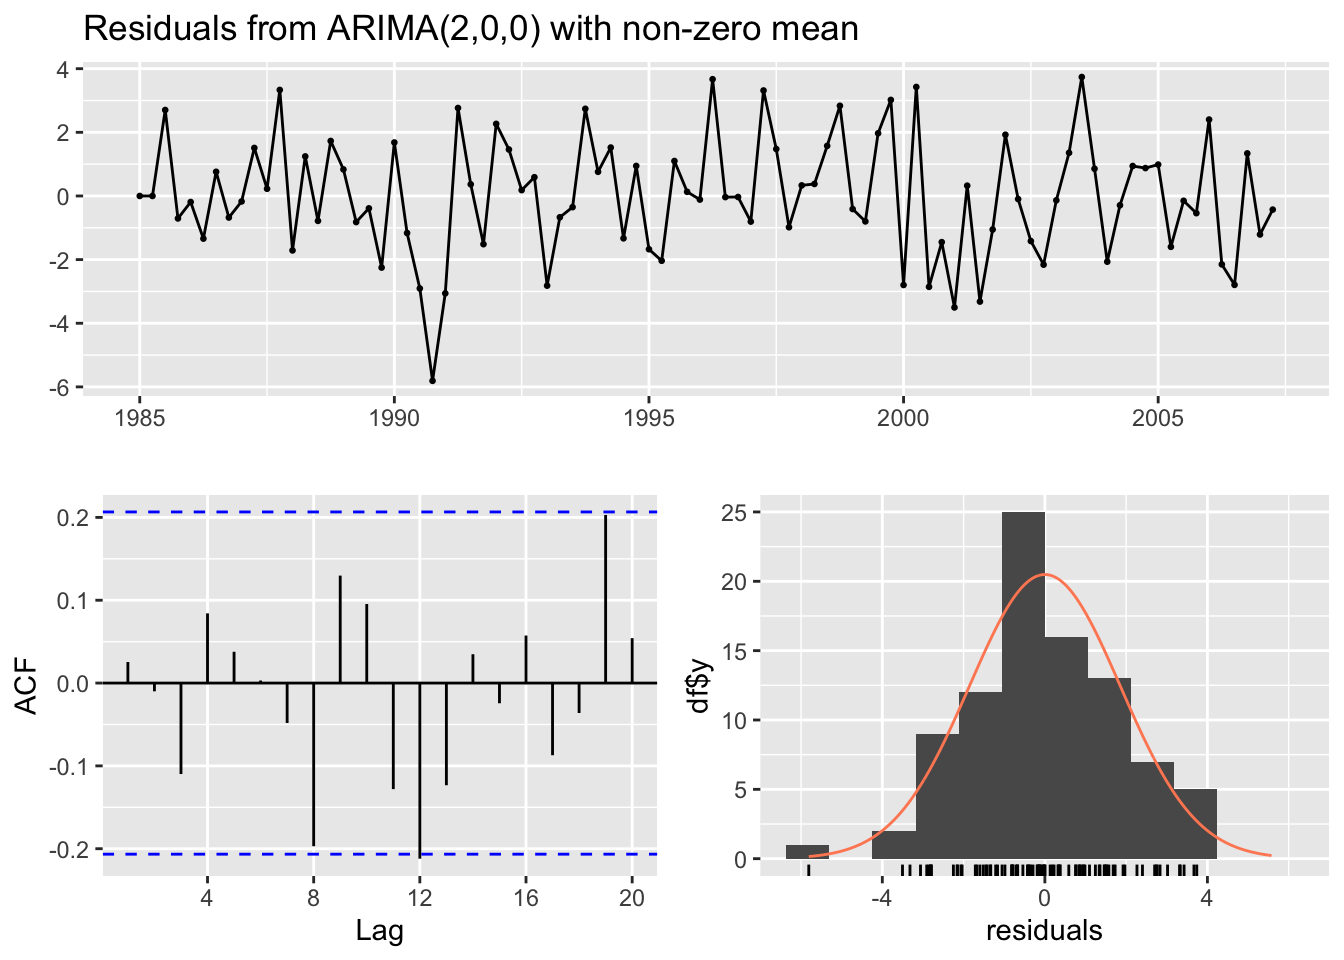 Residuals from ARIMA(2,0,0) with non-zero mean
4
2
0
-2
-4
-6
1985 1990 1995 2000 2005
0.2
0.1
0.0
-0.1
-0.2
ACF
4 8 12 16 20
Lag
25
20
15
10
5
0
df$y
-4 0 4
residuals